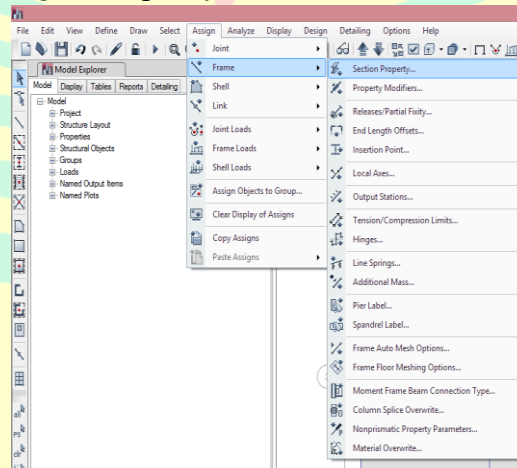 File Edit View Define Draw Select Assign Analyze Display Design Detailing Options Help
Model Explorer
Model Display Tables Reports Detailing
Model
Project
Structure Layout
Properties
Structural Objects
Groups
Loads
Named Output Items
Named Plots
Joint
Frame
Shell
Link
Joint Loads
Frame Loads
Shell Loads
Assign Objects to Group...
Clear Display of Assigns
Copy Assigns
Paste Assigns
Section Property...
Property Modifiers...
Releases/Partial Fixity...
End Length Offsets...
Insertion Point...
Local Axes...
Output Stations...
Tension/Compression Limits...
Hinges...
Line Springs...
Additional Mass...
Pier Label...
Spandrel Label...
Frame Auto Mesh Options...
Frame Floor Meshing Options...
Moment Frame Beam Connection Type...
Column Splice Overwrite...
Nonprismatic Property Parameters...
Material Overwrite...
all
PS
clr